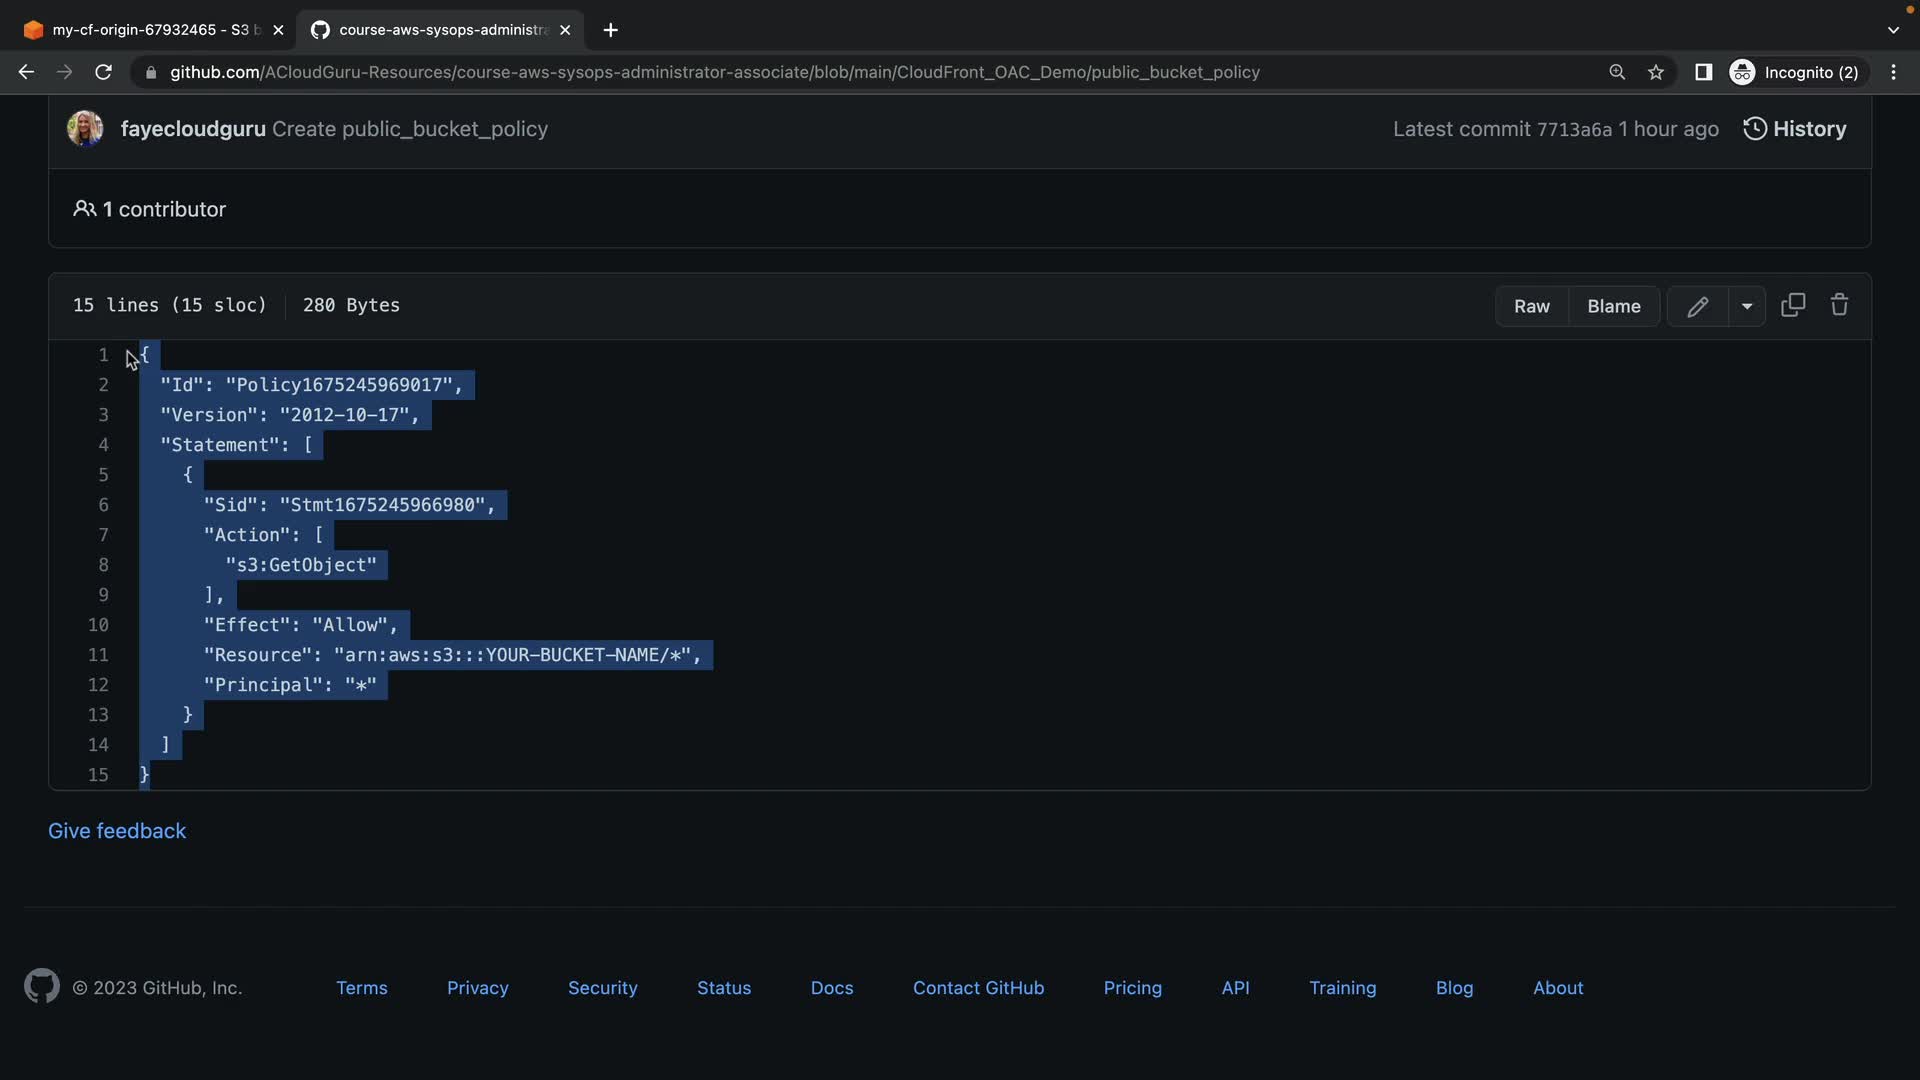 my-cf-origin-67932465 - S3 b
course-aws-sysops-administra
github.com/ACloudGuru-Resources/course-aws-sysops-administrator-associate/blob/main/CloudFront_OAC_Demo/public_bucket_policy
Incognito (2)
fayecloudguru Create public_bucket_policy
Latest commit 7713a6a 1 hour ago
History
1 contributor
15 lines (15 sloc)
280 Bytes
Raw
Blame
1 {
2 "Id": "Policy1675245969017",
3 "Version": "2012-10-17",
4 "Statement": [
5 {
6 "Sid": "Stmt1675245966980",
7 "Action": [
8 "s3:GetObject"
9 ],
10 "Effect": "Allow",
11 "Resource": "arn:aws:s3:::YOUR-BUCKET-NAME/*",
12 "Principal": "*"
13 }
14 ]
15 }
Give feedback
© 2023 GitHub, Inc.
Terms
Privacy
Security
Status
Docs
Contact GitHub
Pricing
API
Training
Blog
About